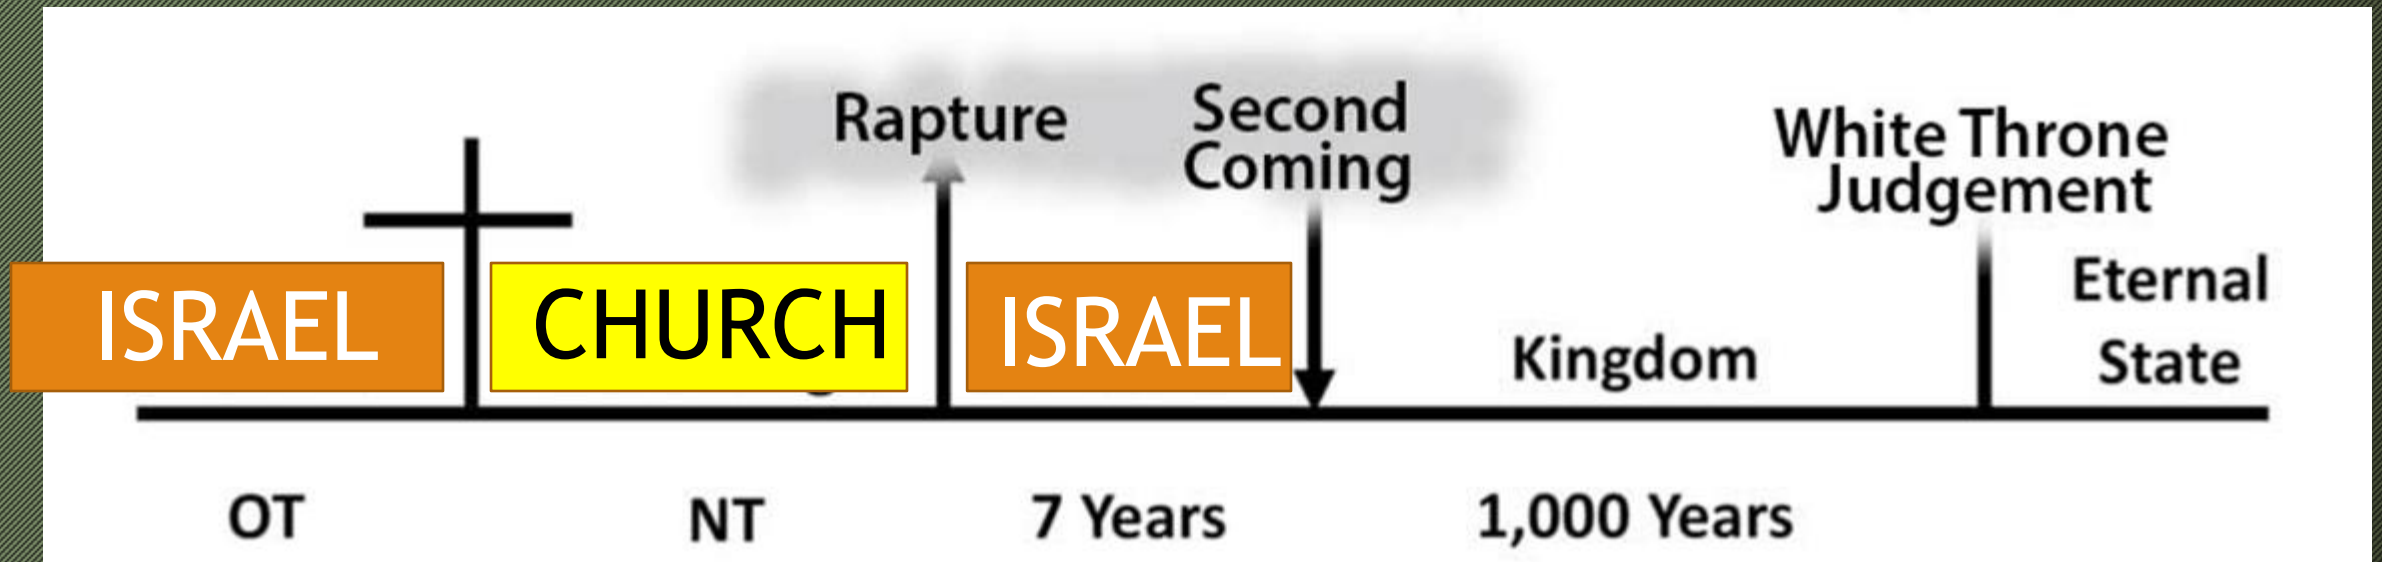 Rapture
Second
Coming
White Throne
Judgement
ISRAEL
CHURCH
ISRAEL
Kingdom
Eternal
State
OT
NT
7 Years
1,000 Years